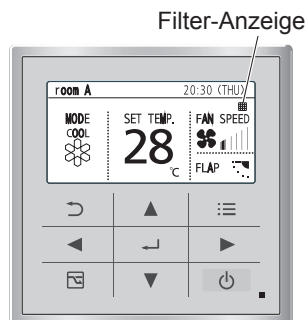 Filter-Anzeige
room A 20:30 (THU)
MODE SET TEMP. FAN SPEED
COOL
28
°C
FLAP